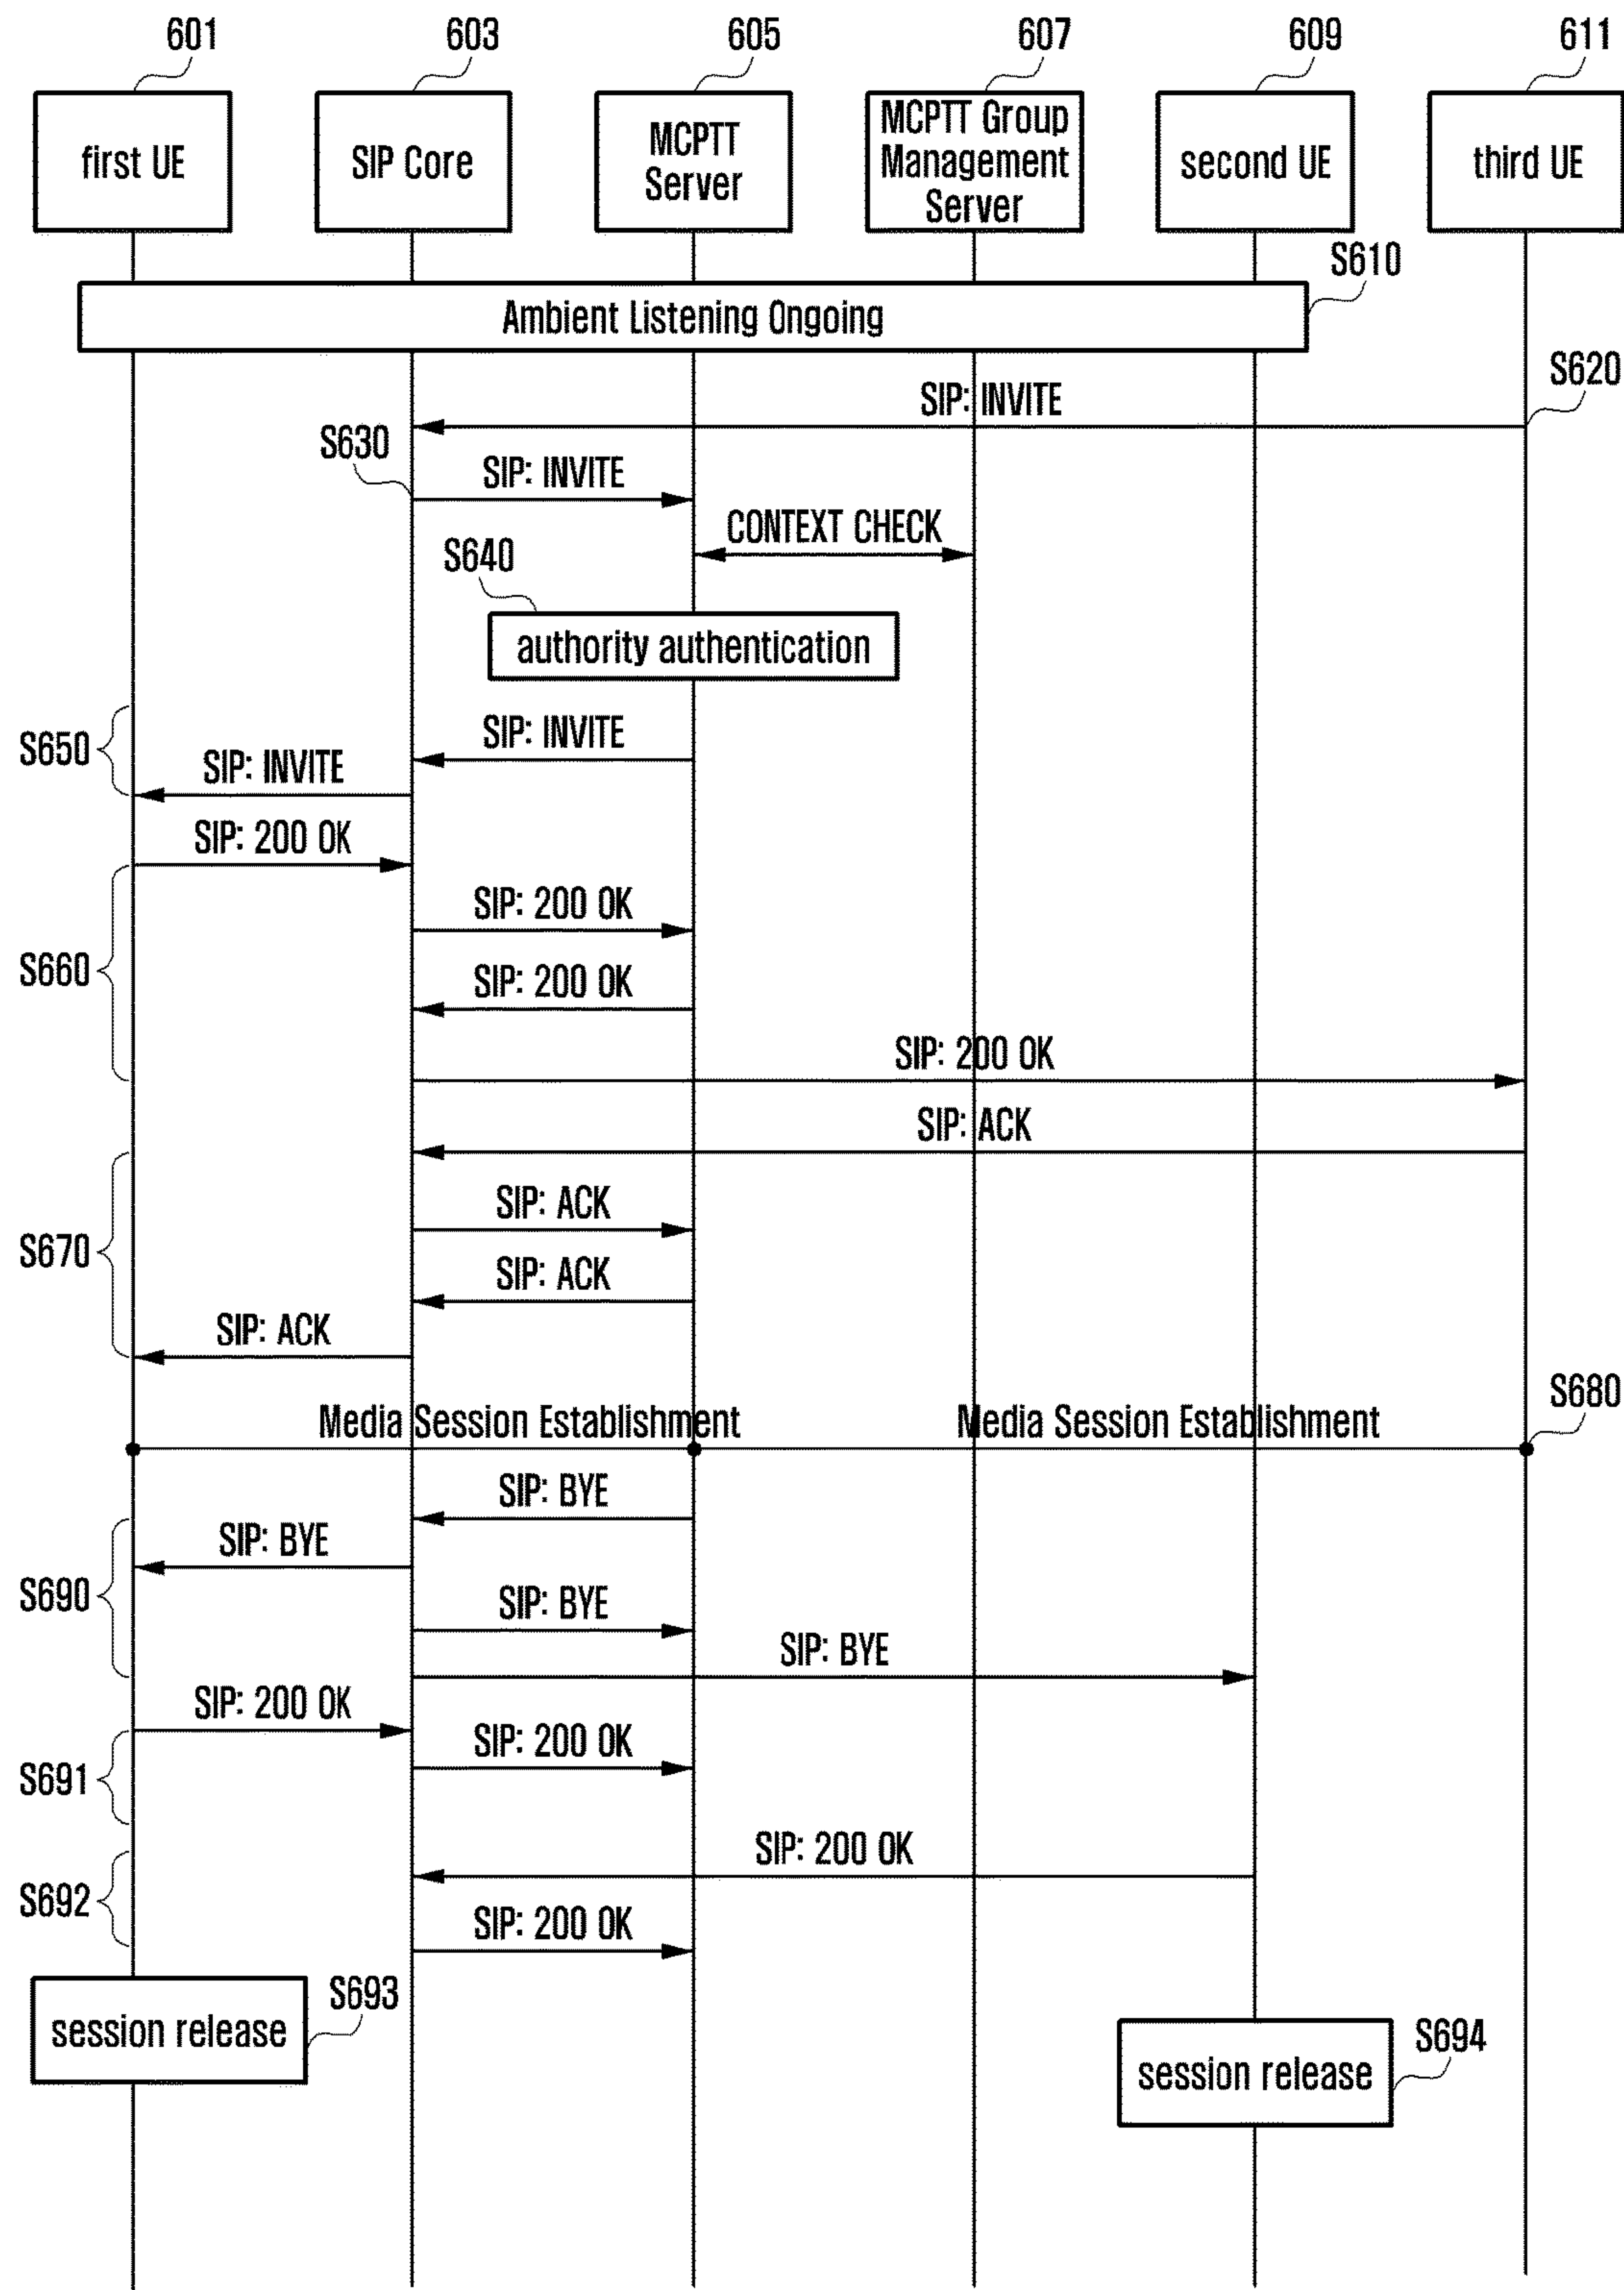 601
603
605
607
609
611
first UE
SIP Core
MCPTT
Server
MCPTT Group
Management
Server
second UE
third UE
S610
Ambient Listening Ongoing
S620
SIP: INVITE
S630
SIP: INVITE
CONTEXT CHECK
S640
authority authentication
S650
SIP: INVITE
SIP: INVITE
SIP: 200 OK
SIP: 200 OK
S660
SIP: 200 OK
SIP: 200 OK
SIP: ACK
SIP: ACK
S670
SIP: ACK
SIP: ACK
S680
Media Session Establishment
Media Session Establishment
SIP: BYE
SIP: BYE
S690
SIP: BYE
SIP: BYE
SIP: 200 OK
SIP: 200 OK
S691
SIP: 200 OK
S692
SIP: 200 OK
session release
S693
session release
S694